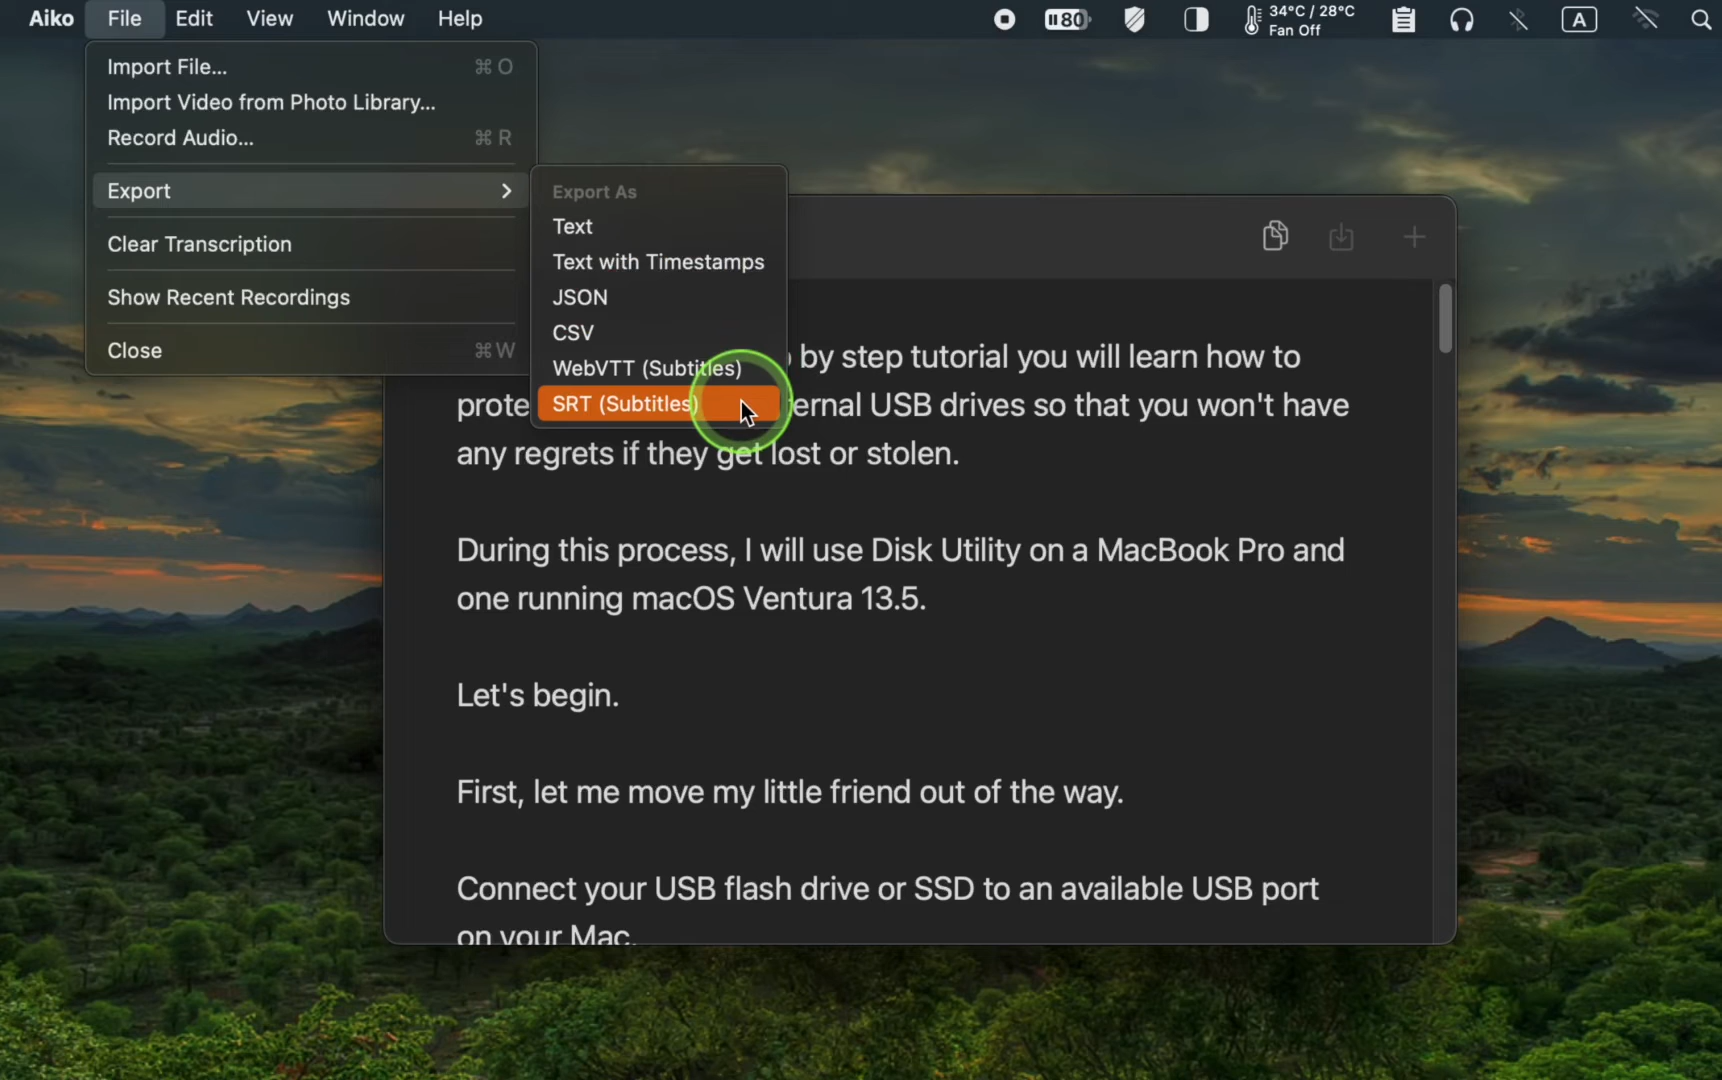 Aiko File Edit View Window Help 80 34°C / 28°C A
Fan Off
Import File... ⌘ O
Import Video from Photo Library...
Record Audio... ⌘ R
Export
Clear Transcription
Show Recent Recordings
Close ⌘ W
Export As
Text
Text with Timestamps
JSON
CSV
WebVTT (Subtitles)
SRT (Subtitles)
by step tutorial you will learn how to
prote ernal USB drives so that you won't have
any regrets if they get lost or stolen.
During this process, I will use Disk Utility on a MacBook Pro and
one running macOS Ventura 13.5.
Let's begin.
First, let me move my little friend out of the way.
Connect your USB flash drive or SSD to an available USB port
on your Mac.